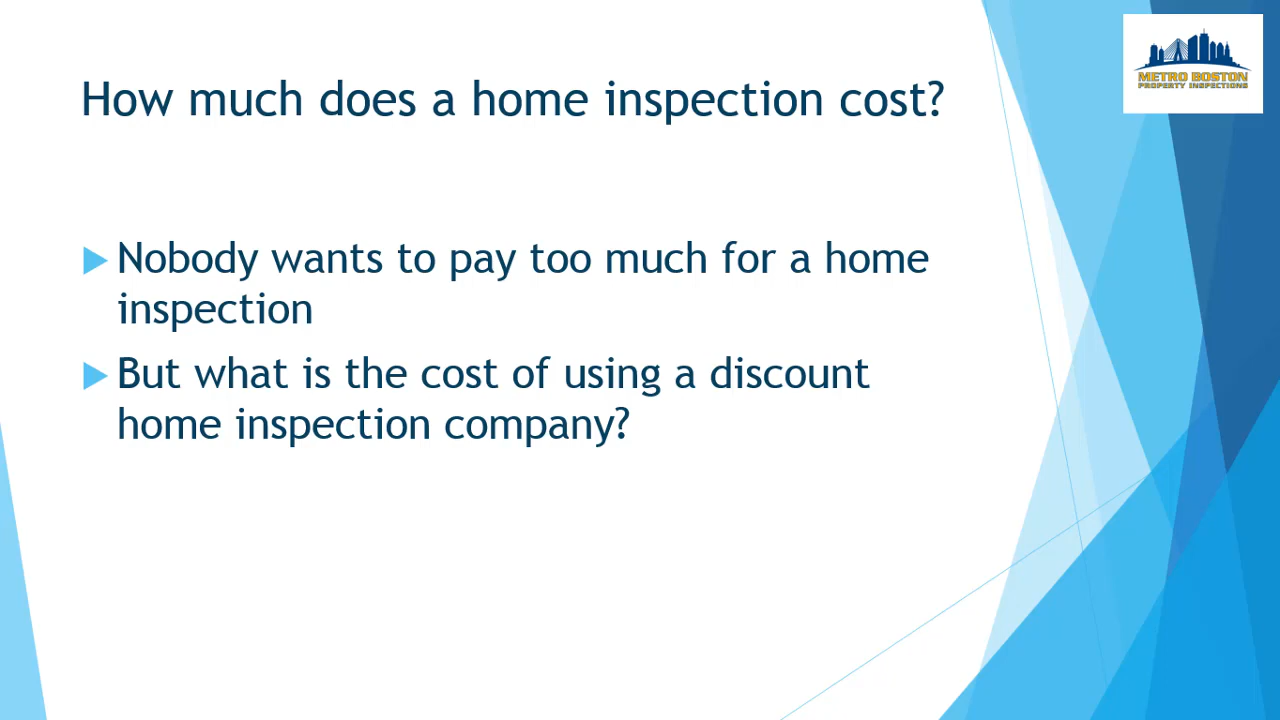 How much does a home inspection cost?
METRO BOSTON
PROPERTY INSPECTIONS
Nobody wants to pay too much for a home
inspection
But what is the cost of using a discount
home inspection company?